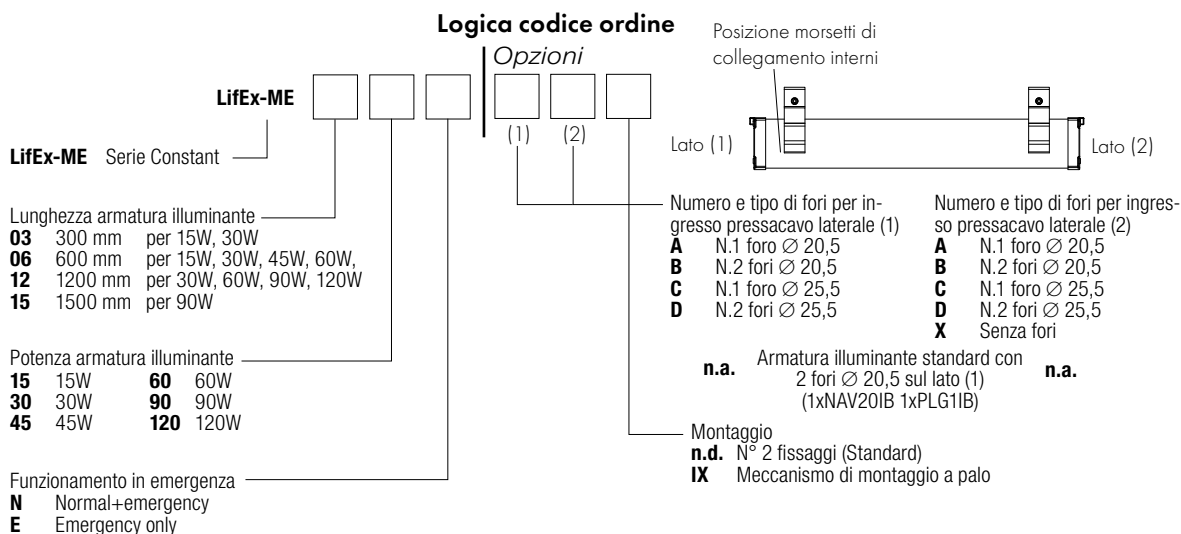 Logica codice ordine
Opzioni
Posizione morsetti di
collegamento interni
LifEx-ME
(1) (2)
Lato (1)
Lato (2)
LifEx-ME Serie Constant
Lunghezza armatura illuminante
03 300 mm per 15W, 30W
06 600 mm per 15W, 30W, 45W, 60W,
12 1200 mm per 30W, 60W, 90W, 120W
15 1500 mm per 90W
Numero e tipo di fori per in-
gresso pressacavo laterale (1)
A N.1 foro ∅ 20,5
B N.2 fori ∅ 20,5
C N.1 foro ∅ 25,5
D N.2 fori ∅ 25,5
Numero e tipo di fori per ingres-
so pressacavo laterale (2)
A N.1 foro ∅ 20,5
B N.2 fori ∅ 20,5
C N.1 foro ∅ 25,5
D N.2 fori ∅ 25,5
X Senza fori
n.a. Armatura illuminante standard con n.a.
2 fori ∅ 20,5 sul lato (1)
(1xNAV20IB 1xPLG1IB)
Potenza armatura illuminante
15 15W 60 60W
30 30W 90 90W
45 45W 120 120W
Montaggio
n.d. N° 2 fissaggi (Standard)
IX Meccanismo di montaggio a palo
Funzionamento in emergenza
N Normal+emergency
E Emergency only